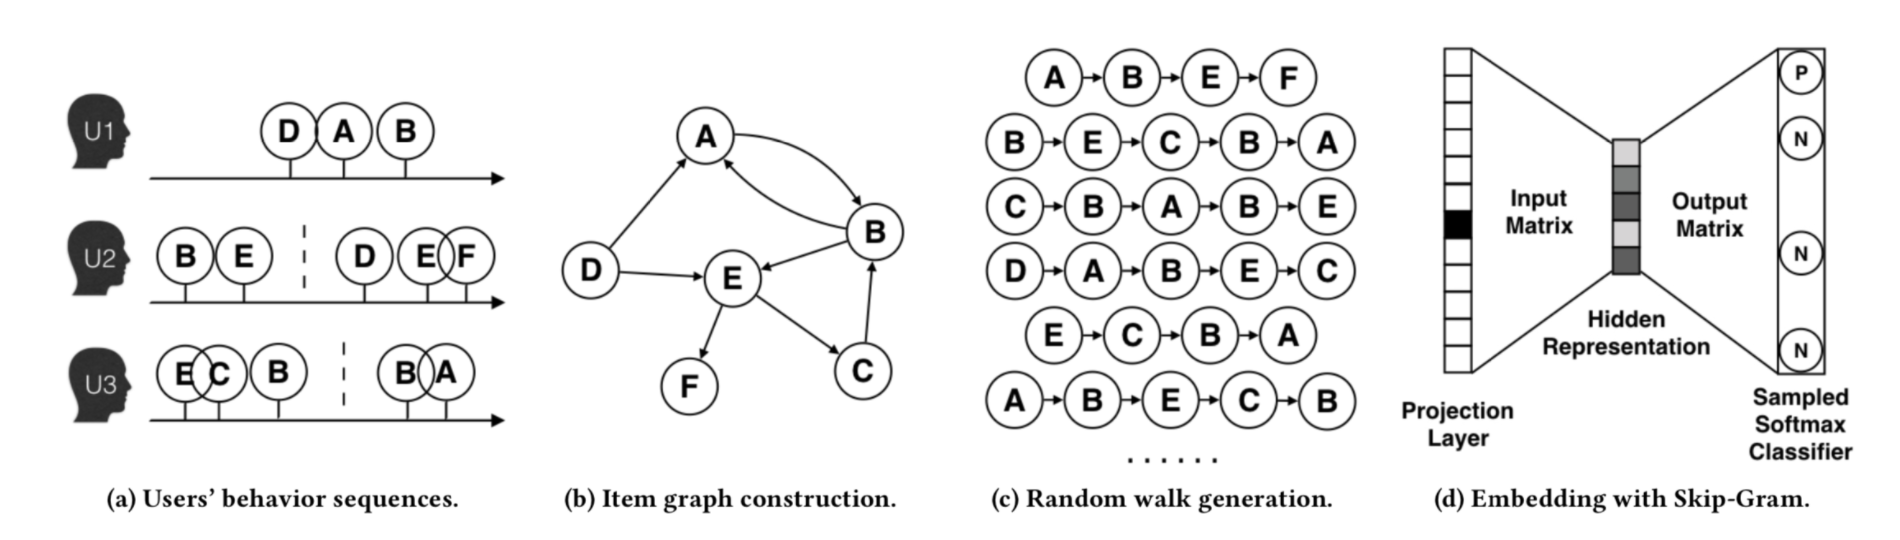 U1
D A B
U2
B E D E F
U3
E C B B A
(a) Users’ behavior sequences.
A
B
D
E
F
C
(b) Item graph construction.
A B E F
B E C B A
C B A B E
D A B E C
E C B A
A B E C B
......
(c) Random walk generation.
Input
Matrix
Hidden
Representation
Output
Matrix
P
N
N
N
Projection
Layer
Sampled
Softmax
Classifier
(d) Embedding with Skip-Gram.